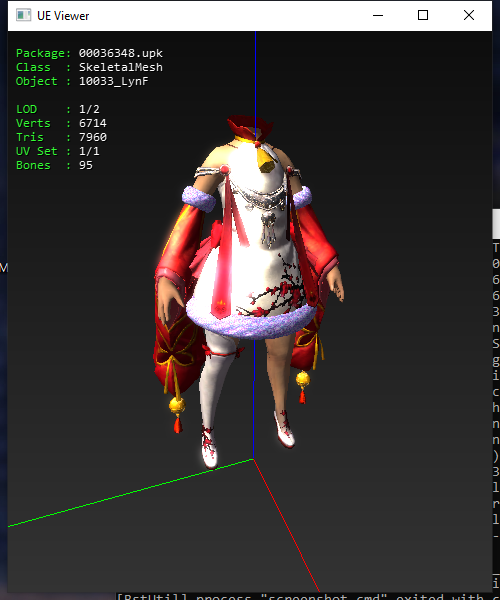 UE Viewer
Package: 00036348.upk
Class : SkeletalMesh
Object : 10033_LynF
LOD : 1/2
Verts : 6714
Tris : 7960
UV Set : 1/1
Bones : 95
[BstUtil] process "screenshot.cmd" exited with c